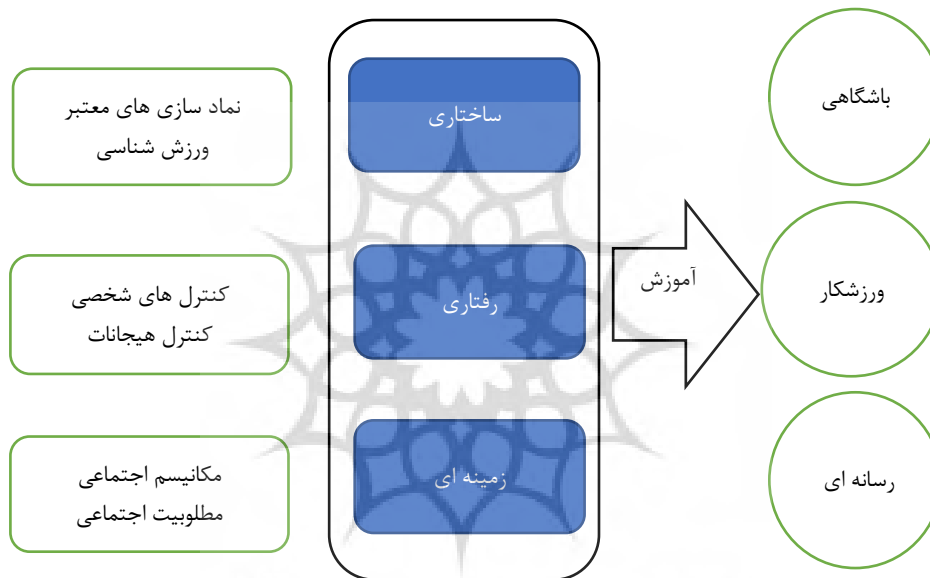 باشگاهی
ساختاری
نماد سازی های معتبر
ورزش شناسی
ورزشکار
آموزش
رفتاری
کنترل های شخصی
کنترل هیجانات
رسانه ای
زمینه ای
مکانیسم اجتماعی
مطلوبیت اجتماعی